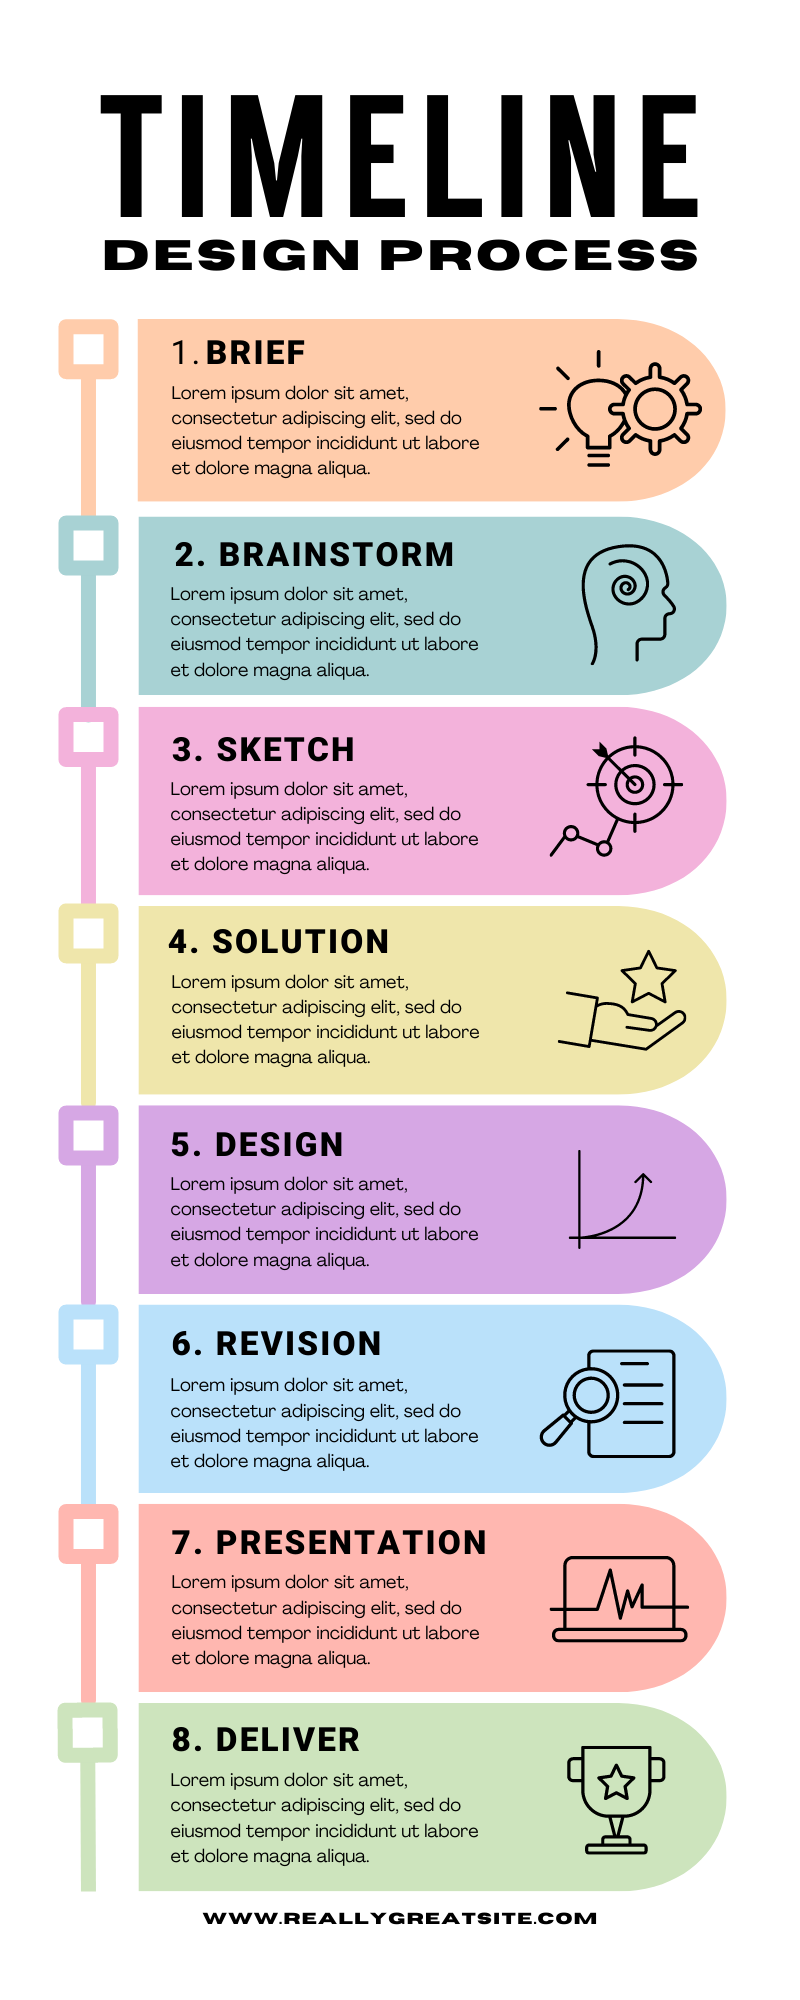 TIMELINE
DESIGN PROCESS
1. BRIEF
Lorem ipsum dolor sit amet,
consectetur adipiscing elit, sed do
eiusmod tempor incididunt ut labore
et dolore magna aliqua.
2. BRAINSTORM
Lorem ipsum dolor sit amet,
consectetur adipiscing elit, sed do
eiusmod tempor incididunt ut labore
et dolore magna aliqua.
3. SKETCH
Lorem ipsum dolor sit amet,
consectetur adipiscing elit, sed do
eiusmod tempor incididunt ut labore
et dolore magna aliqua.
4. SOLUTION
Lorem ipsum dolor sit amet,
consectetur adipiscing elit, sed do
eiusmod tempor incididunt ut labore
et dolore magna aliqua.
5. DESIGN
Lorem ipsum dolor sit amet,
consectetur adipiscing elit, sed do
eiusmod tempor incididunt ut labore
et dolore magna aliqua.
6. REVISION
Lorem ipsum dolor sit amet,
consectetur adipiscing elit, sed do
eiusmod tempor incididunt ut labore
et dolore magna aliqua.
7. PRESENTATION
Lorem ipsum dolor sit amet,
consectetur adipiscing elit, sed do
eiusmod tempor incididunt ut labore
et dolore magna aliqua.
8. DELIVER
Lorem ipsum dolor sit amet,
consectetur adipiscing elit, sed do
eiusmod tempor incididunt ut labore
et dolore magna aliqua.
WWW.REALLYGREATSITE.COM